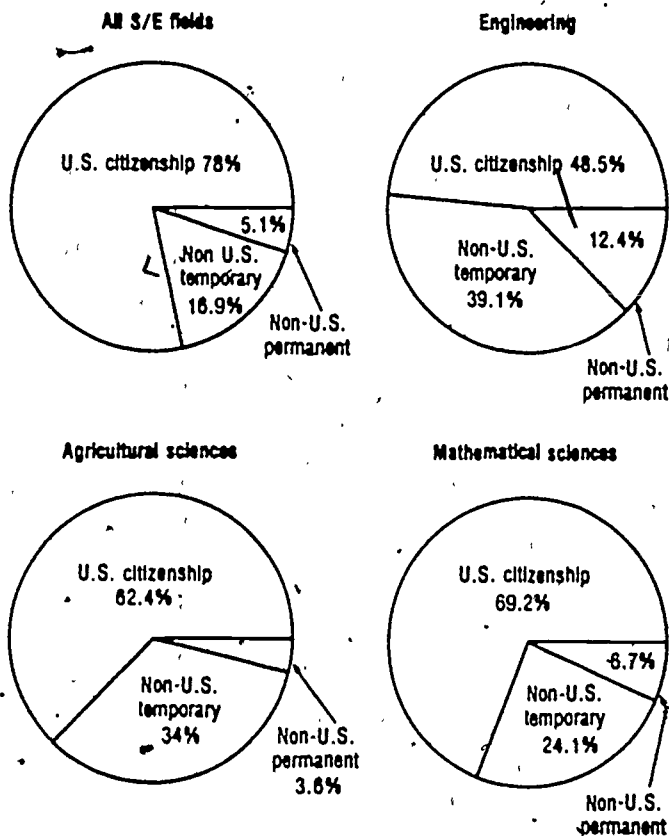 All S/E fields
U.S. citizenship 78%
5.1%
Non U.S.
temporary
16.9%
Non-U.S.
permanent
Engineering
U.S. citizenship 48.5%
12.4%
Non-U.S.
temporary
39.1%
Non-U.S.
permanent
Agricultural sciences
U.S. citizenship
62.4%
Non-U.S.
temporary
34%
Non-U.S.
permanent
3.6%
Mathematical sciences
U.S. citizenship
69.2%
6.7%
Non-U.S.
temporary
24.1%
Non-U.S.
permanent